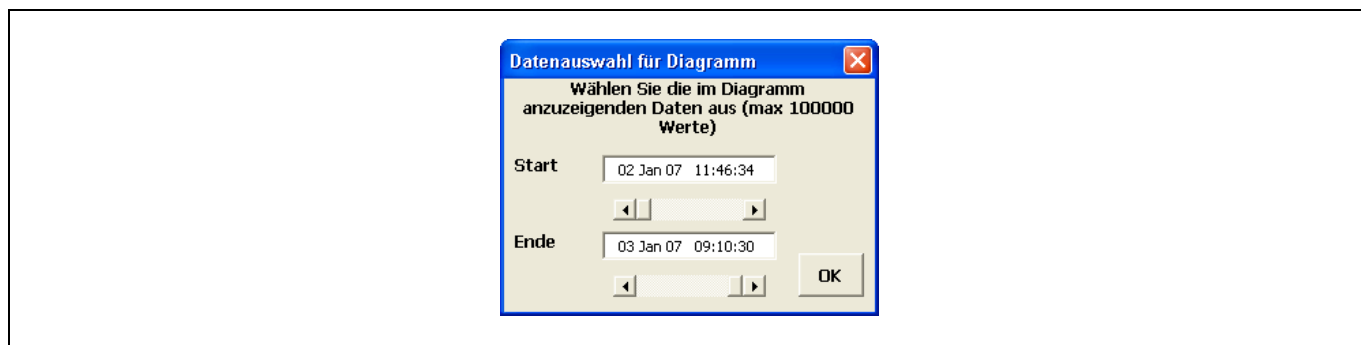 Datenauswahl für Diagramm
Wählen Sie die im Diagramm
anzuzeigenden Daten aus (max 100000
Werte)
Start
02 Jan 07 11:46:34
Ende
03 Jan 07 09:10:30
OK